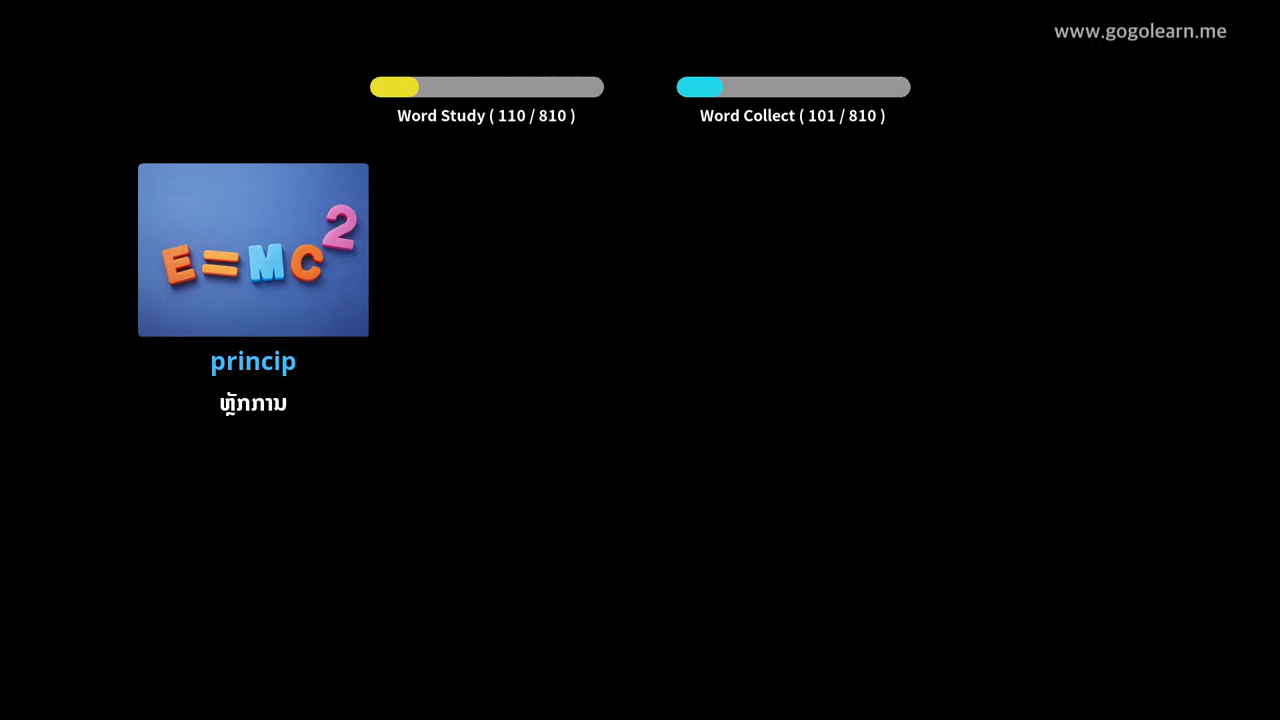 www.gogolearn.me
Word Study ( 110 / 810 )
Word Collect ( 101 / 810 )
E=MC2
princip
ຫຼັກການ